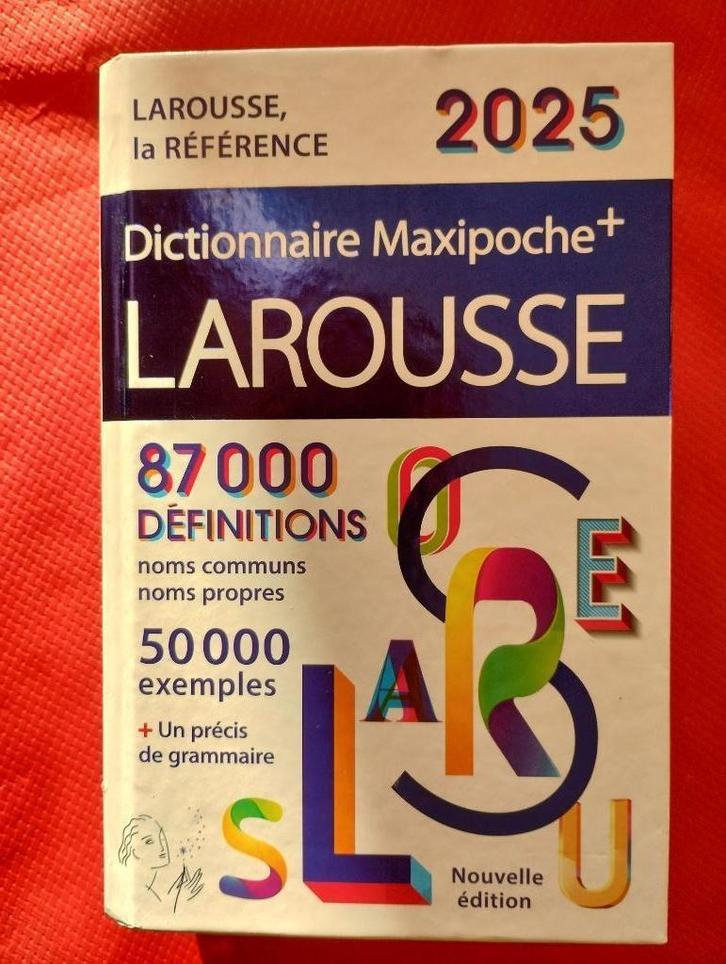 LAROUSSE,
la RÉFÉRENCE
2025
Dictionnaire Maxipoche+
LAROUSSE
87 000
DÉFINITIONS
noms communs
noms propres
50 000
exemples
+ Un précis
de grammaire
O
S
E
R
A
L
S
U
Nouvelle
édition